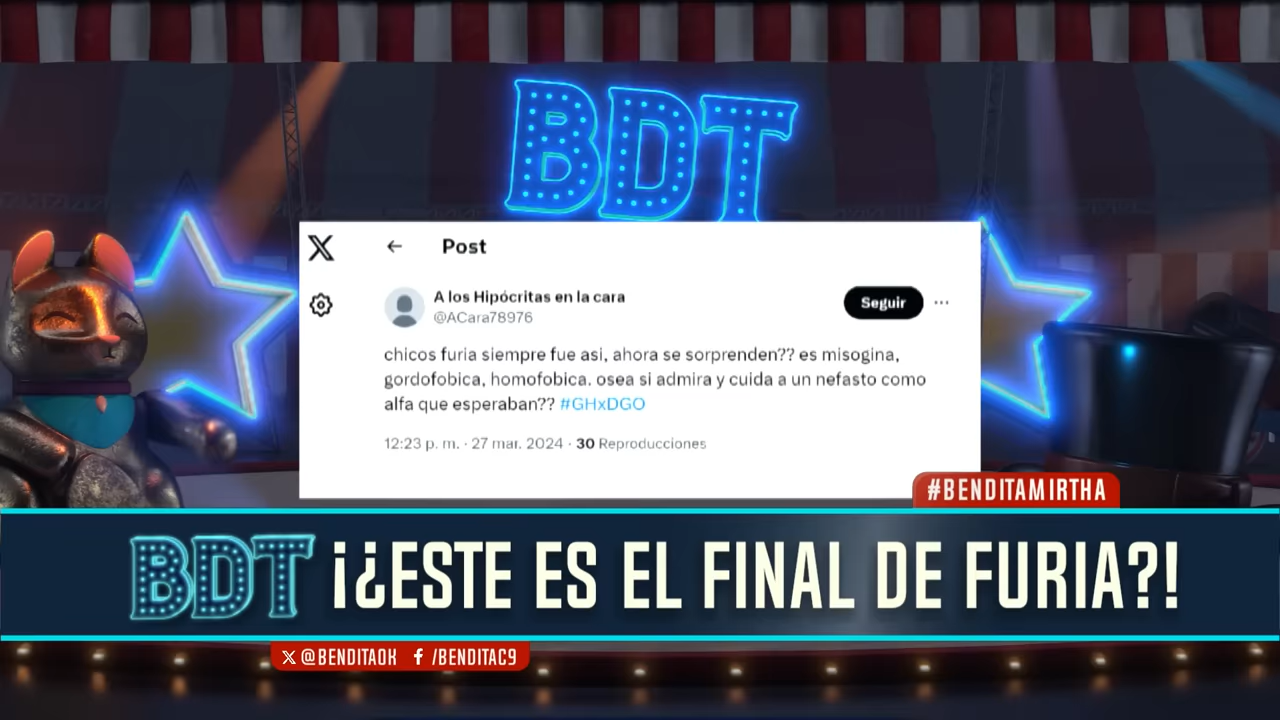 BDT
X
Post
A los Hipócritas en la cara
@ACara78976
Seguir
chicos furia siempre fue asi, ahora se sorprenden?? es misogina,
gordofobica, homofobica. osea si admira y cuida a un nefasto como
alfa que esperaban?? #GHxDGO
12:23 p. m. · 27 mar. 2024 · 30 Reproducciones
#BENDITAMIRTHA
BDT ¡¿ESTE ES EL FINAL DE FURIA?!
X @BENDITAOK f /BENDITAC9